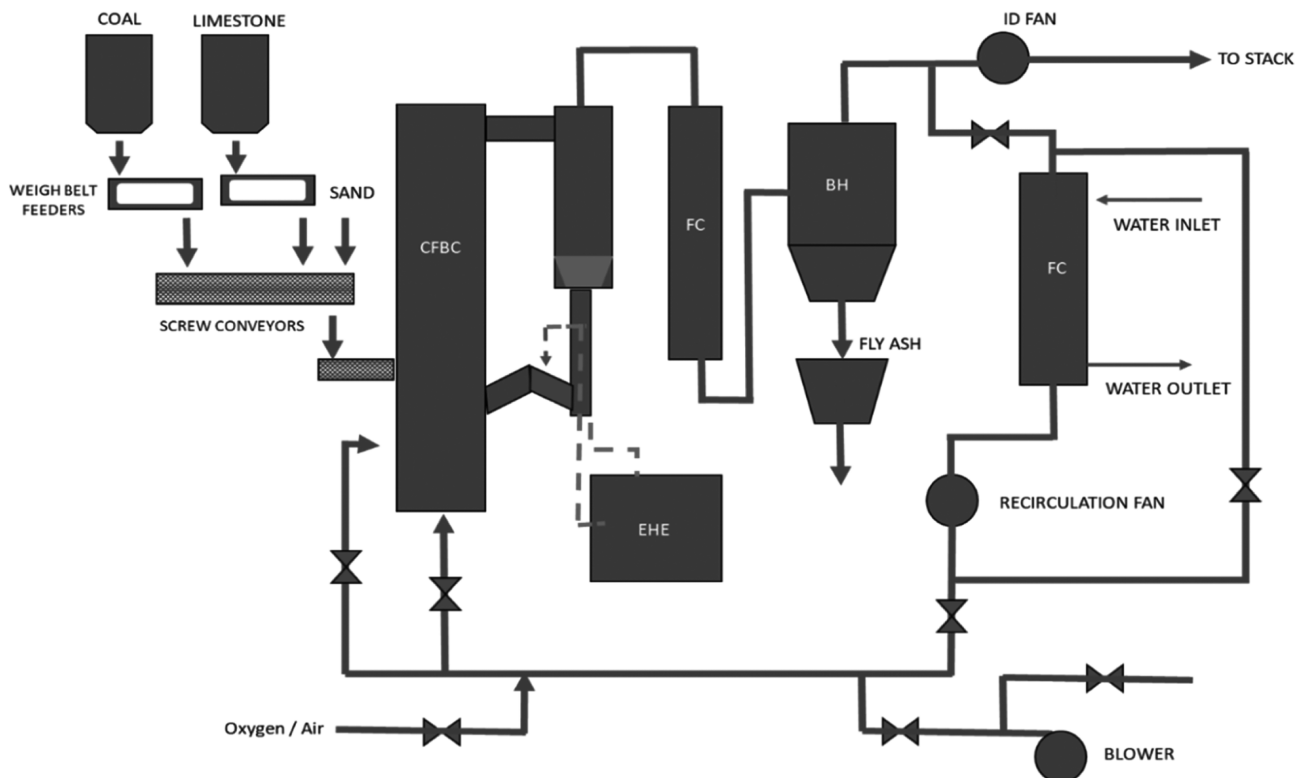 COAL
LIMESTONE
ID FAN
TO STACK
WEIGH BELT
FEEDERS
SAND
BH
WATER INLET
FC
CFBC
FC
SCREW CONVEYORS
FLY ASH
WATER OUTLET
RECIRCULATION FAN
EHE
Oxygen / Air
BLOWER